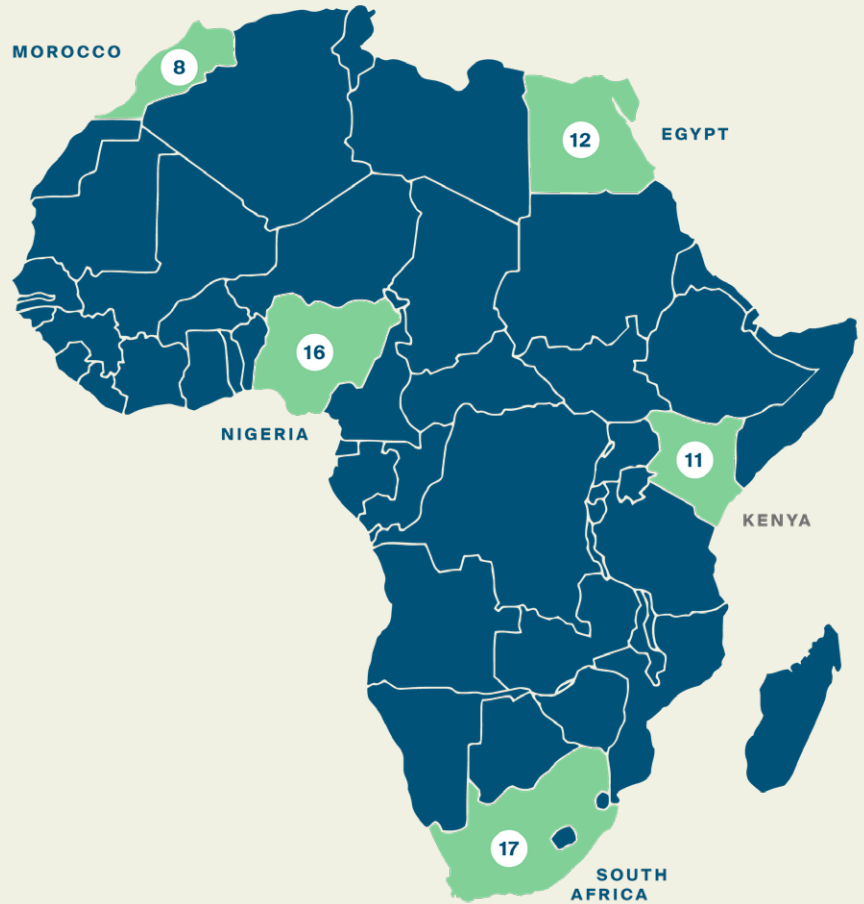 MOROCCO
8
12
EGYPT
16
NIGERIA
11
KENYA
17
SOUTH
AFRICA